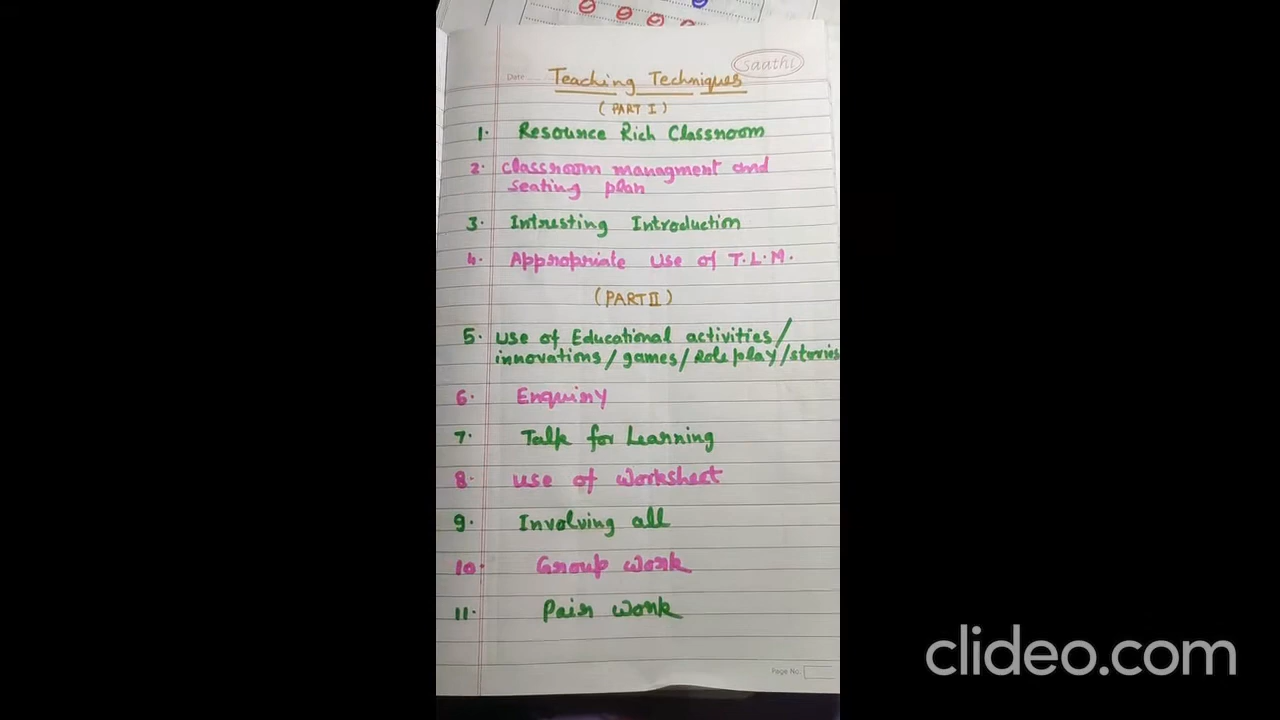 saathi
Date
Teaching Techniques
(PART I)
1. Resource Rich Classroom
2. Classroom managment and
seating plan
3. Intresting Introduction
4. Appropriate use of T.L.M.
(PART II)
5. use of Educational activities/
innovations/games/Role play/stories
6. Enquiry
7. Talk for Learning
8. use of worksheet
9. Involving all
10. Group work
11. Pair work
Page No.
clideo.com